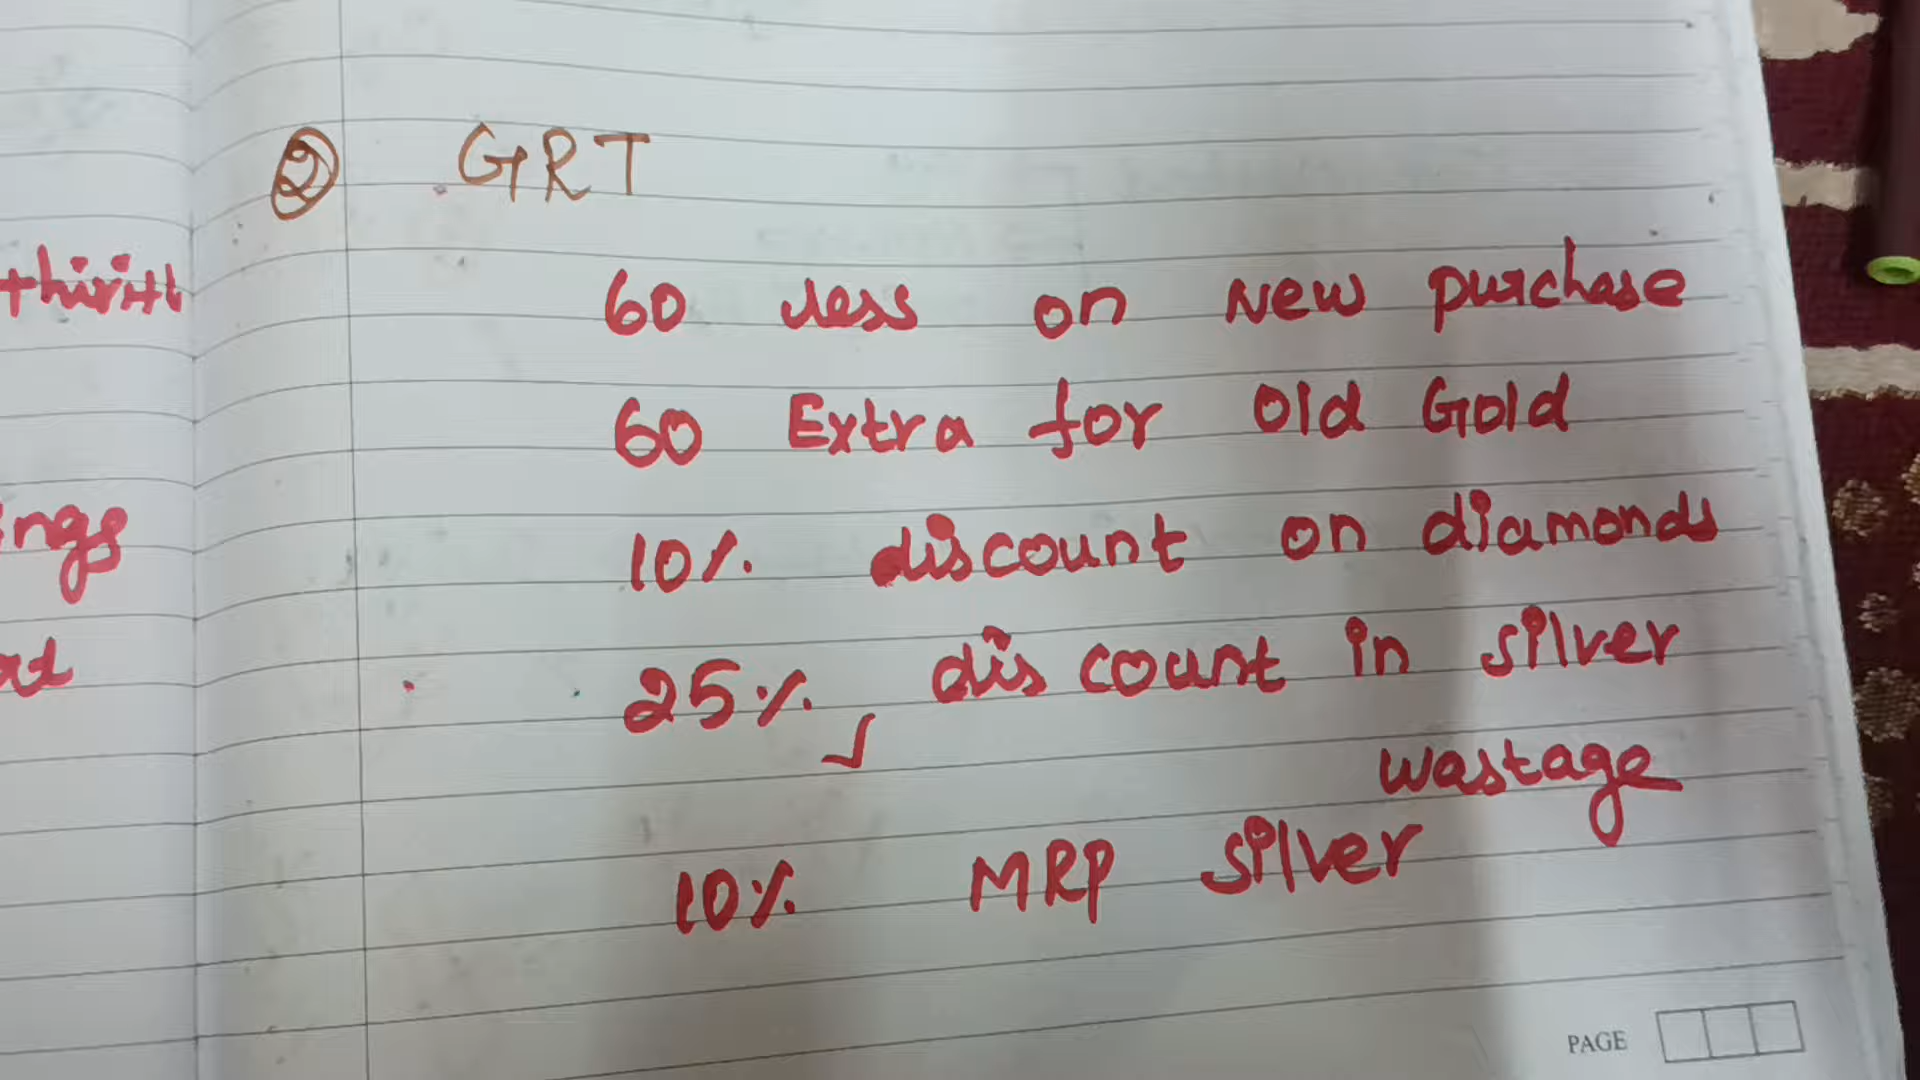 ② GRT
60 less on New purchase
60 Extra for Old Gold
10% discount on diamonds
25% discount in silver
wastage
10% MRP silver
ings
PAGE